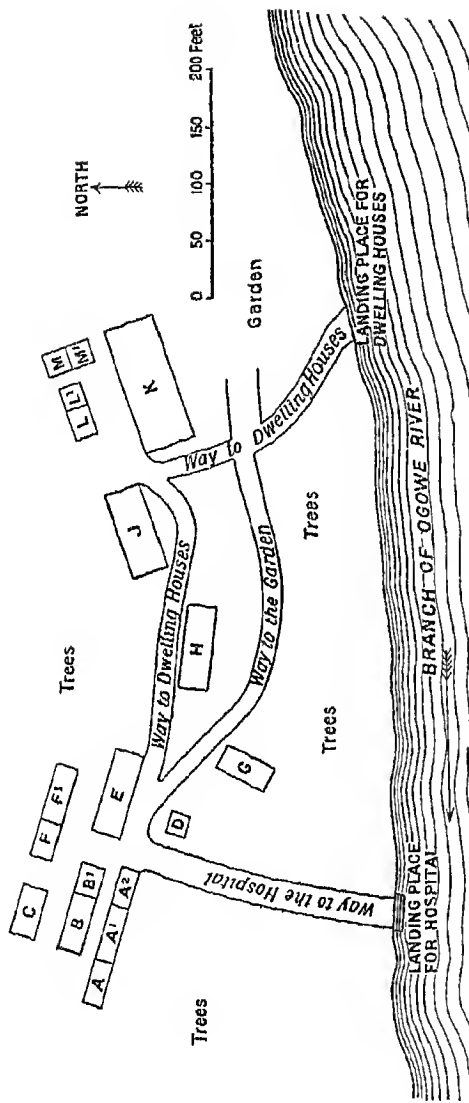 NORTH
0 50 100 150 200 Feet
Trees
C
F F¹
B B¹
A A¹ A²
E
D
G
H
J
K
L L¹
M M¹
Way to Dwelling Houses
Way to Dwelling Houses
Way to the Garden
Garden
Trees
Trees
Trees
Way to the Hospital
LANDING PLACE
FOR HOSPITAL
LANDING PLACE FOR
DWELLING HOUSES
BRANCH OF OGOWE RIVER